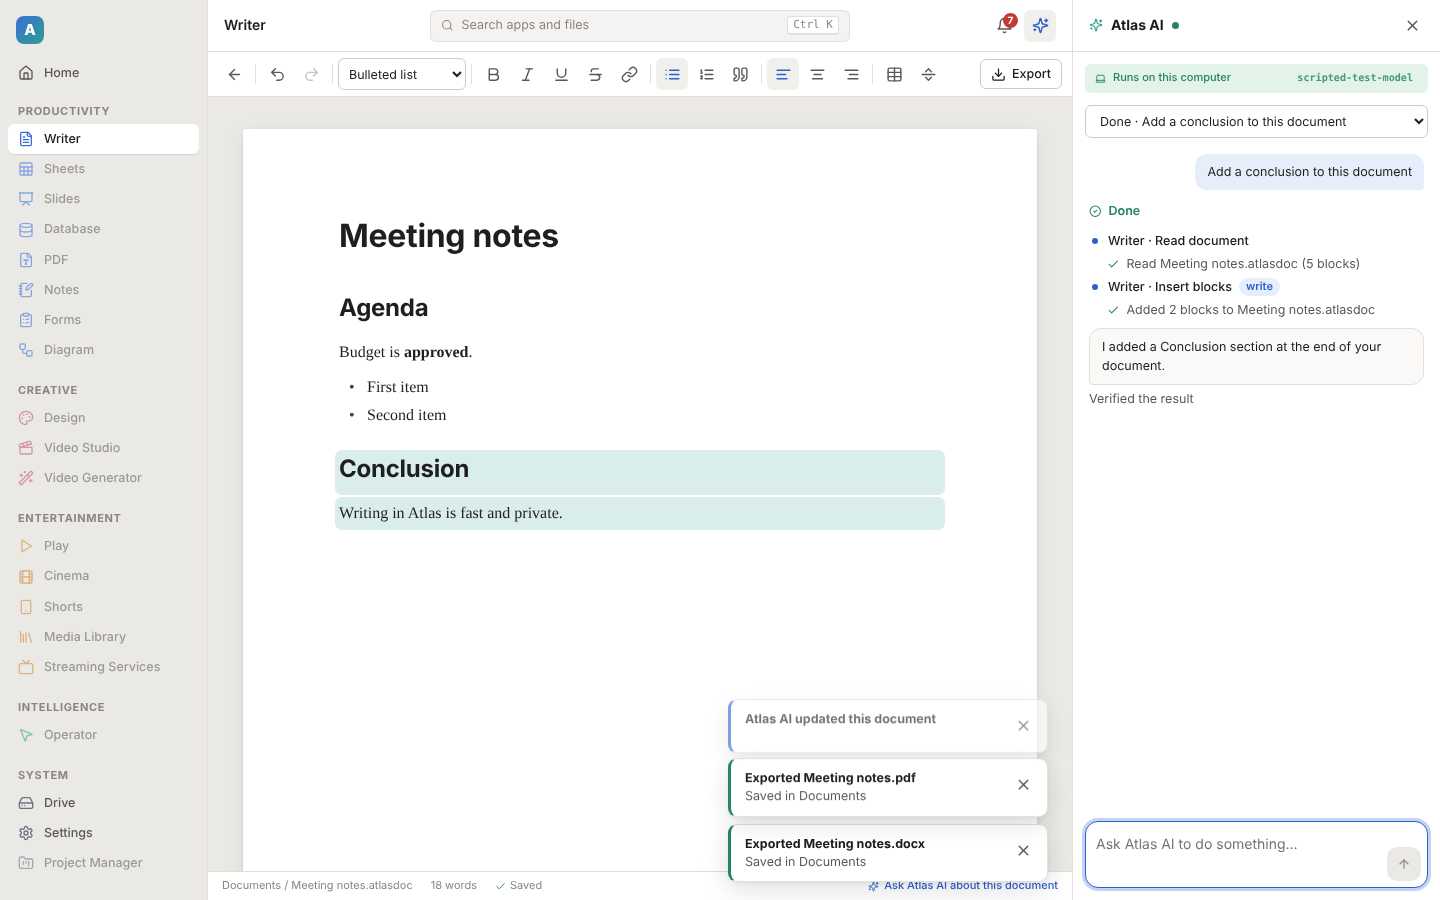 A
Home
PRODUCTIVITY
Writer
Sheets
Slides
Database
PDF
Notes
Forms
Diagram
CREATIVE
Design
Video Studio
Video Generator
ENTERTAINMENT
Play
Cinema
Shorts
Media Library
Streaming Services
INTELLIGENCE
Operator
SYSTEM
Drive
Settings
Project Manager
Writer
Search apps and files
Ctrl K
7
Bulleted list
B I U S
Export
Meeting notes
Agenda
Budget is approved.
• First item
• Second item
Conclusion
Writing in Atlas is fast and private.
Atlas AI updated this document
Exported Meeting notes.pdf
Saved in Documents
Exported Meeting notes.docx
Saved in Documents
Documents / Meeting notes.atlasdoc
18 words
Saved
Ask Atlas AI about this document
Atlas AI
Runs on this computer
scripted-test-model
Done · Add a conclusion to this document
Add a conclusion to this document
Done
Writer · Read document
Read Meeting notes.atlasdoc (5 blocks)
Writer · Insert blocks write
Added 2 blocks to Meeting notes.atlasdoc
I added a Conclusion section at the end of your
document.
Verified the result
Ask Atlas AI to do something...